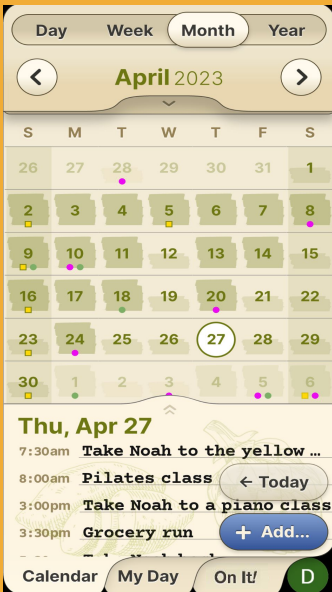 Day Week Month Year
April 2023
S M T W T F S
26 27 28 29 30 31 1
2 3 4 5 6 7 8
9 10 11 12 13 14 15
16 17 18 19 20 21 22
23 24 25 26 27 28 29
30 1 2 3 4 5 6
Thu, Apr 27
7:30am Take Noah to the yellow …
8:00am Pilates class
← Today
3:00pm Take Noah to a piano class
3:30pm Grocery run
+ Add...
Calendar My Day On It! D